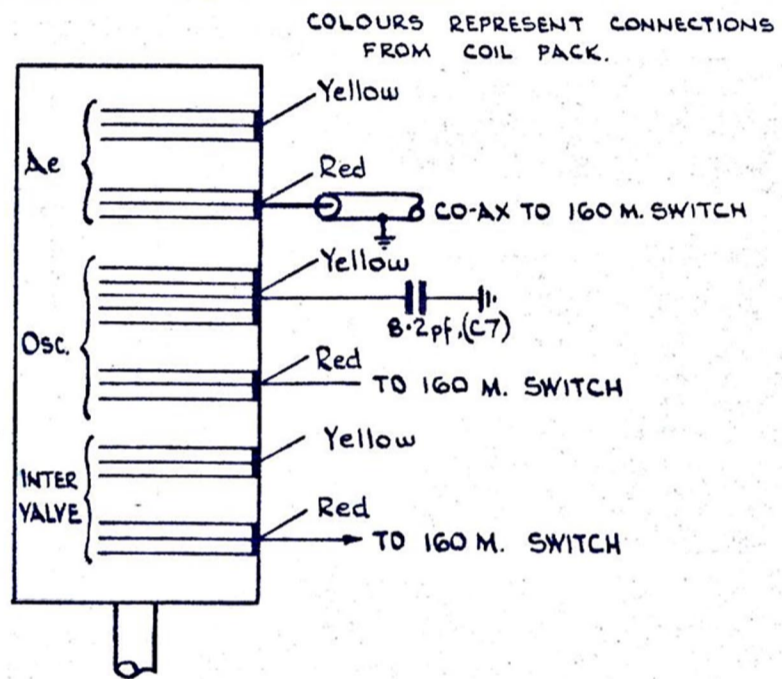 COLOURS REPRESENT CONNECTIONS
FROM COIL PACK.
Yellow
Ae
Red
CO-AX TO 160 M. SWITCH
Yellow
8·2pf,(C7)
Osc.
Red
TO 160 M. SWITCH
Yellow
INTER
VALVE
Red
TO 160 M. SWITCH